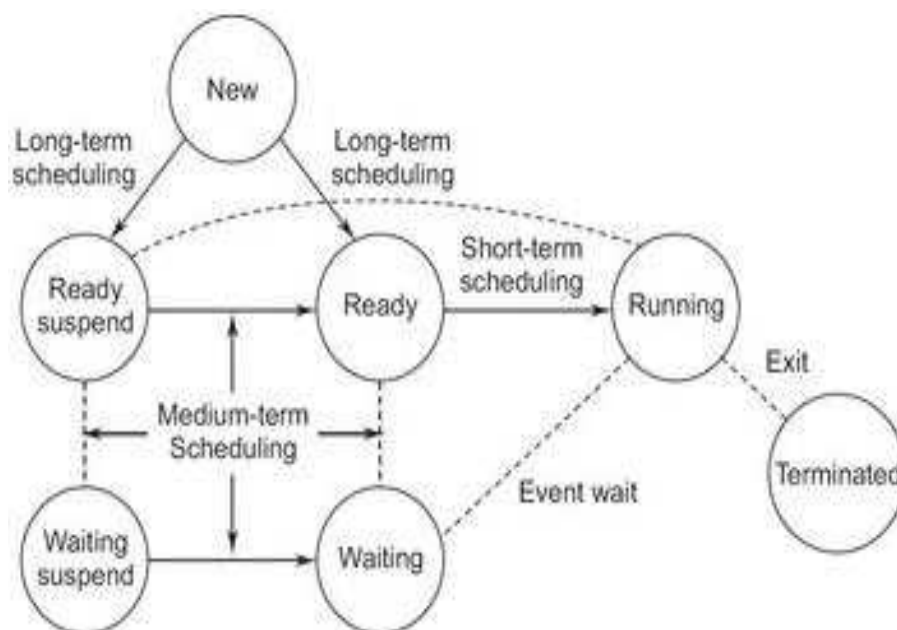 New
Long-term
scheduling
Long-term
scheduling
Ready
suspend
Ready
Short-term
scheduling
Running
Exit
Medium-term
Scheduling
Terminated
Event wait
Waiting
suspend
Waiting